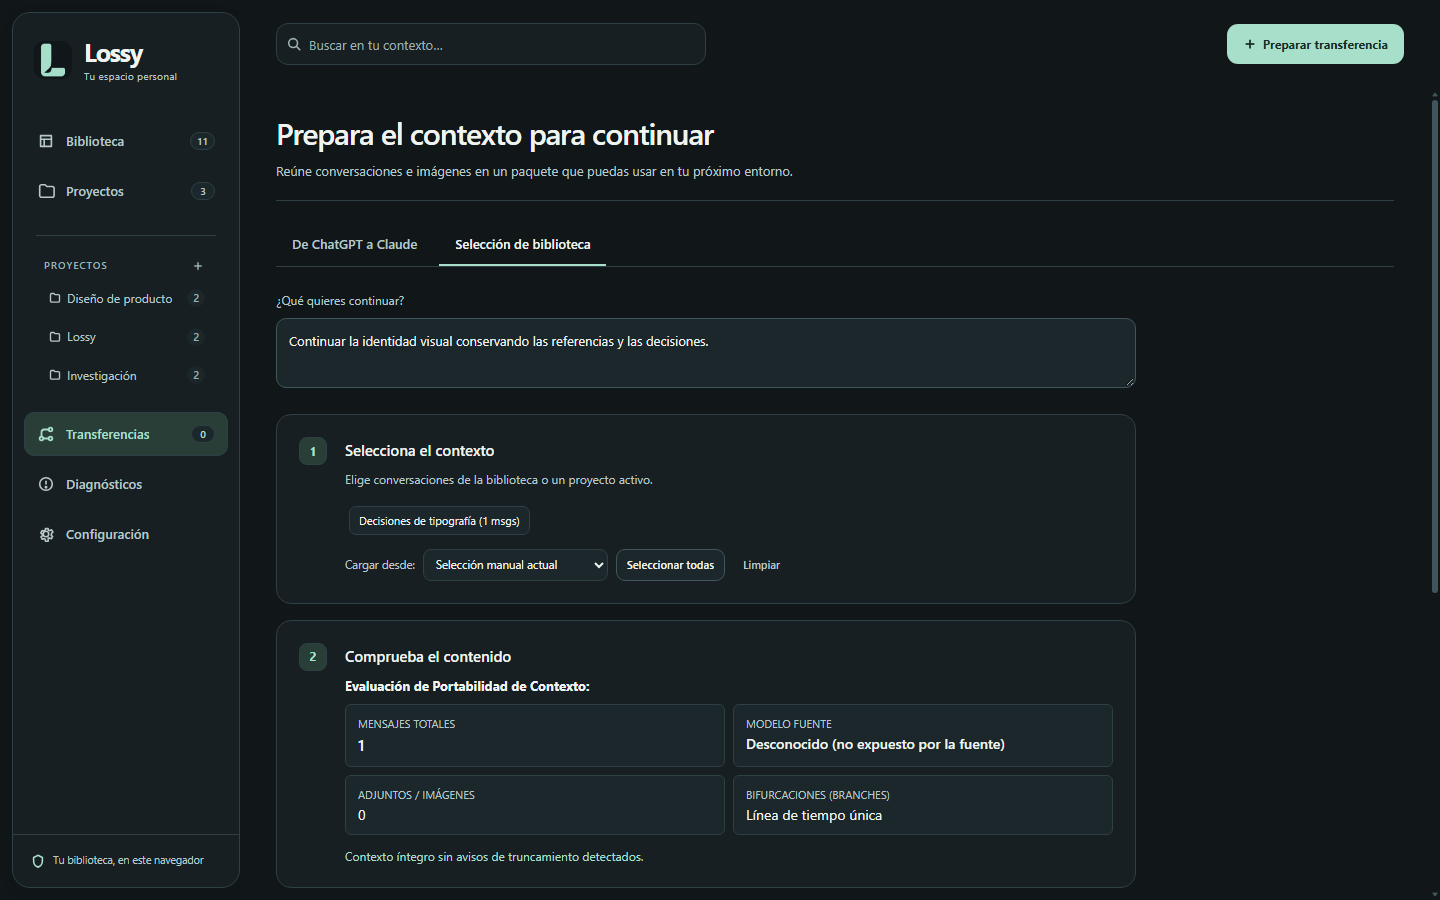 Lossy
Tu espacio personal
Buscar en tu contexto...
+ Preparar transferencia
Biblioteca 11
Proyectos 3
PROYECTOS +
Diseño de producto 2
Lossy 2
Investigación 2
Transferencias 0
Diagnósticos
Configuración
Tu biblioteca, en este navegador
Prepara el contexto para continuar
Reúne conversaciones e imágenes en un paquete que puedas usar en tu próximo entorno.
De ChatGPT a Claude Selección de biblioteca
¿Qué quieres continuar?
Continuar la identidad visual conservando las referencias y las decisiones.
1 Selecciona el contexto
Elige conversaciones de la biblioteca o un proyecto activo.
Decisiones de tipografía (1 msgs)
Cargar desde: Selección manual actual Seleccionar todas Limpiar
2 Comprueba el contenido
Evaluación de Portabilidad de Contexto:
MENSAJES TOTALES
1
MODELO FUENTE
Desconocido (no expuesto por la fuente)
ADJUNTOS / IMÁGENES
0
BIFURCACIONES (BRANCHES)
Línea de tiempo única
Contexto íntegro sin avisos de truncamiento detectados.